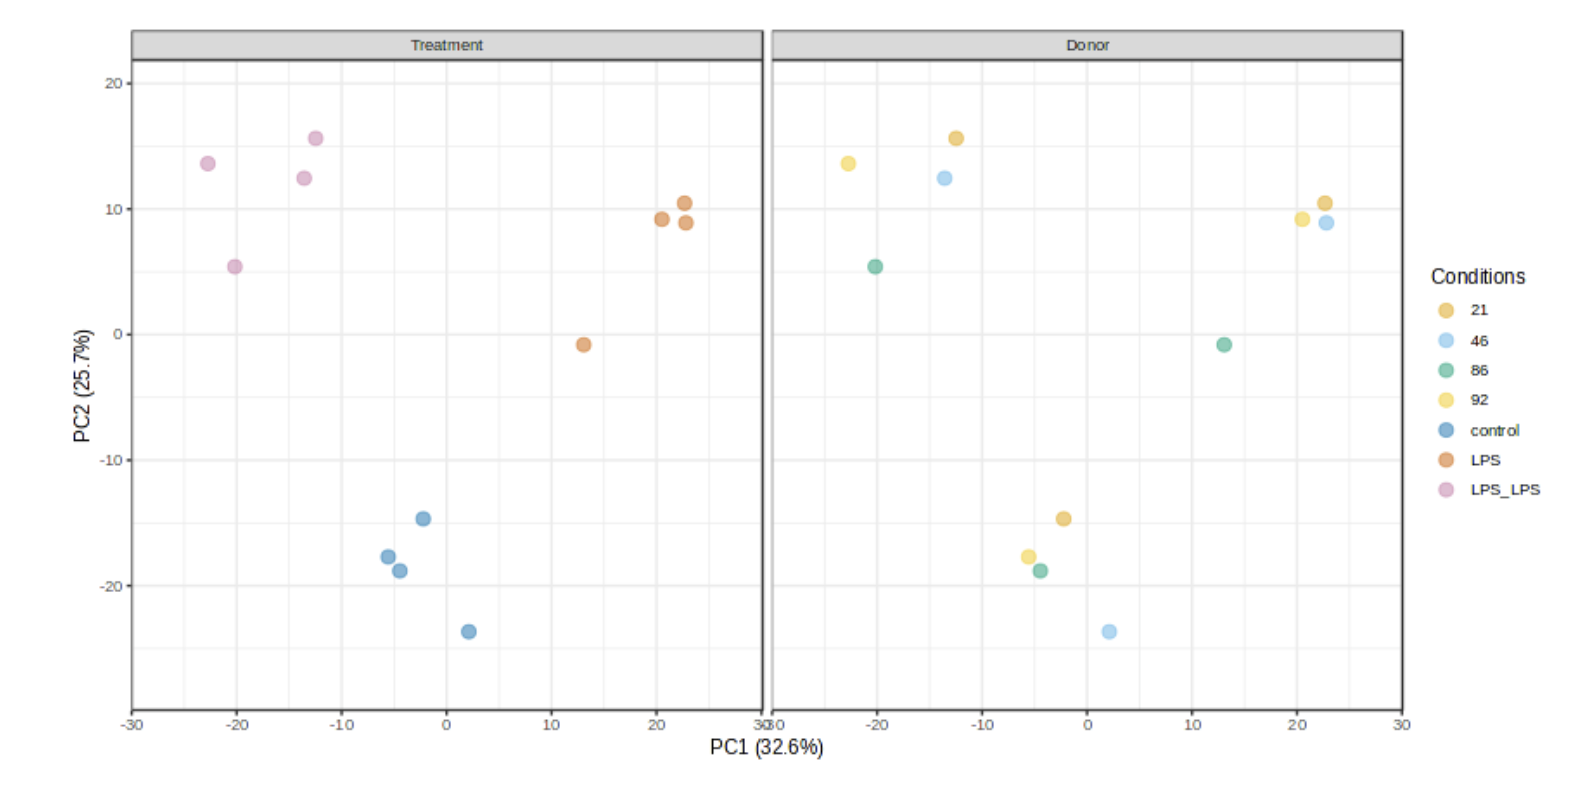 Treatment
Donor
20
10
0
-10
-20
PC2 (25.7%)
-30 -20 -10 0 10 20 30
-30 -20 -10 0 10 20 30
PC1 (32.6%)
Conditions
21
46
86
92
control
LPS
LPS_LPS